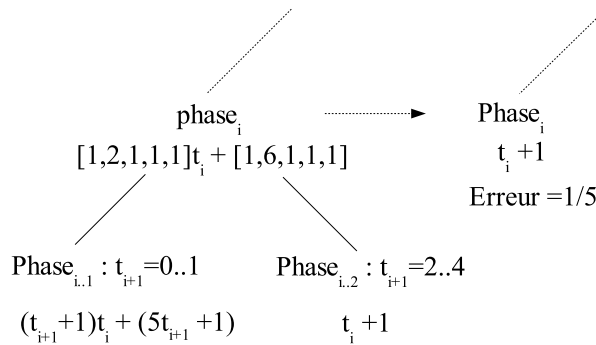 phase_i
[1,2,1,1,1]t_i + [1,6,1,1,1]
Phase_i
t_i +1
Erreur =1/5
Phase_i..1 : t_i+1=0..1
(t_i+1+1)t_i + (5t_i+1 +1)
Phase_i..2 : t_i+1=2..4
t_i +1